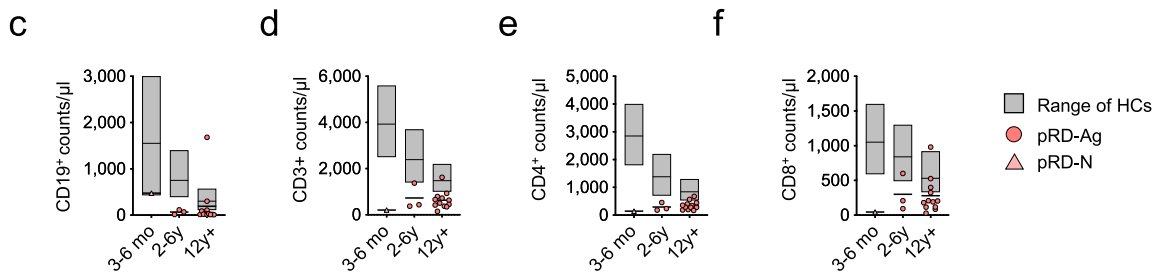 c
CD19⁺ counts/µl
3,000
2,000
1,000
0
3-6 mo
2-6y
12y+
d
CD3+ counts/µl
6,000
4,000
2,000
0
3-6 mo
2-6y
12y+
e
CD4⁺ counts/µl
5,000
4,000
3,000
2,000
1,000
0
3-6 mo
2-6y
12y+
f
CD8⁺ counts/µl
2,000
1,500
1,000
500
0
3-6 mo
2-6y
12y+
Range of HCs
pRD-Ag
pRD-N